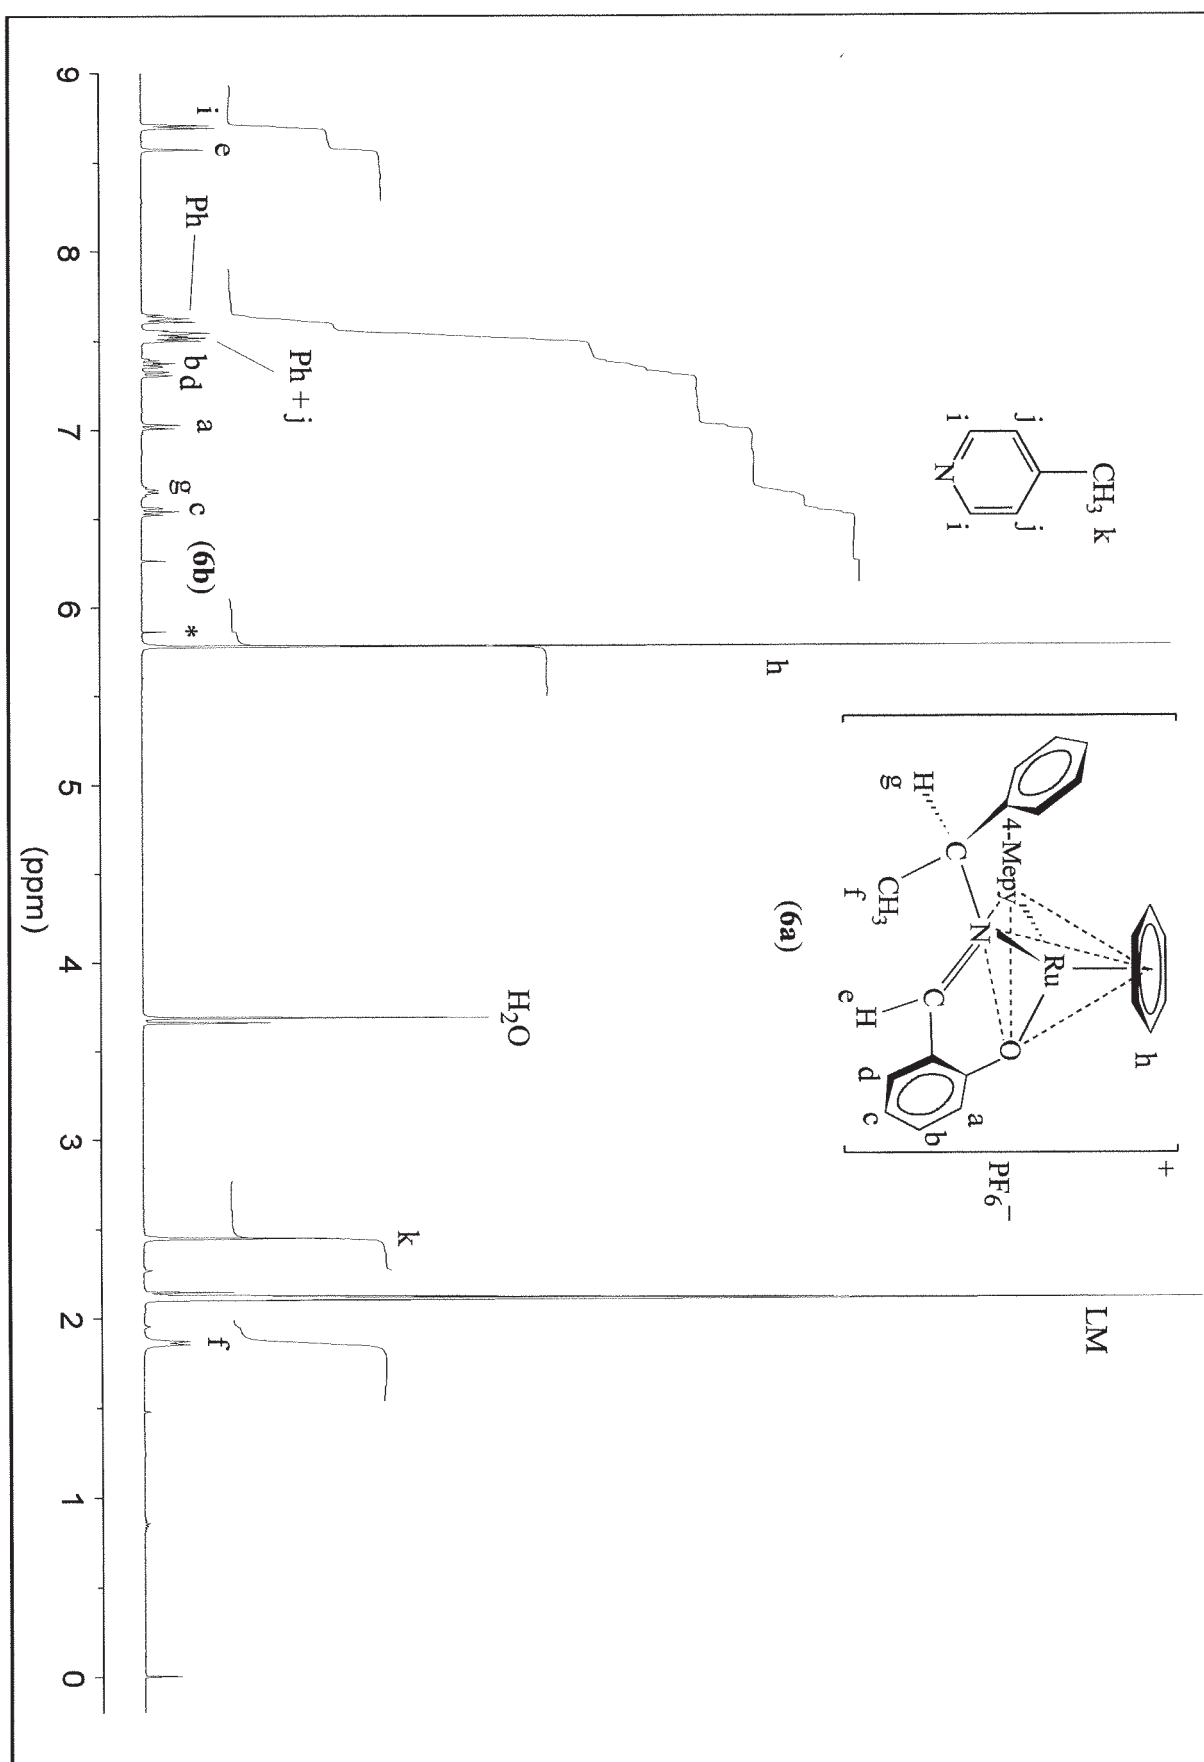 CH₃ k
j
j
i
i
N
h
+
Ru
4-Mepy
O
N
H
g
C
CH₃
f
C
e
H
a
b
c
d
PF₆⁻
(6a)
LM
h
H₂O
k
f
i
e
Ph
Ph + j
b
d
a
g
c
(6b)
*
9
8
7
6
5
4
3
2
1
0
(ppm)